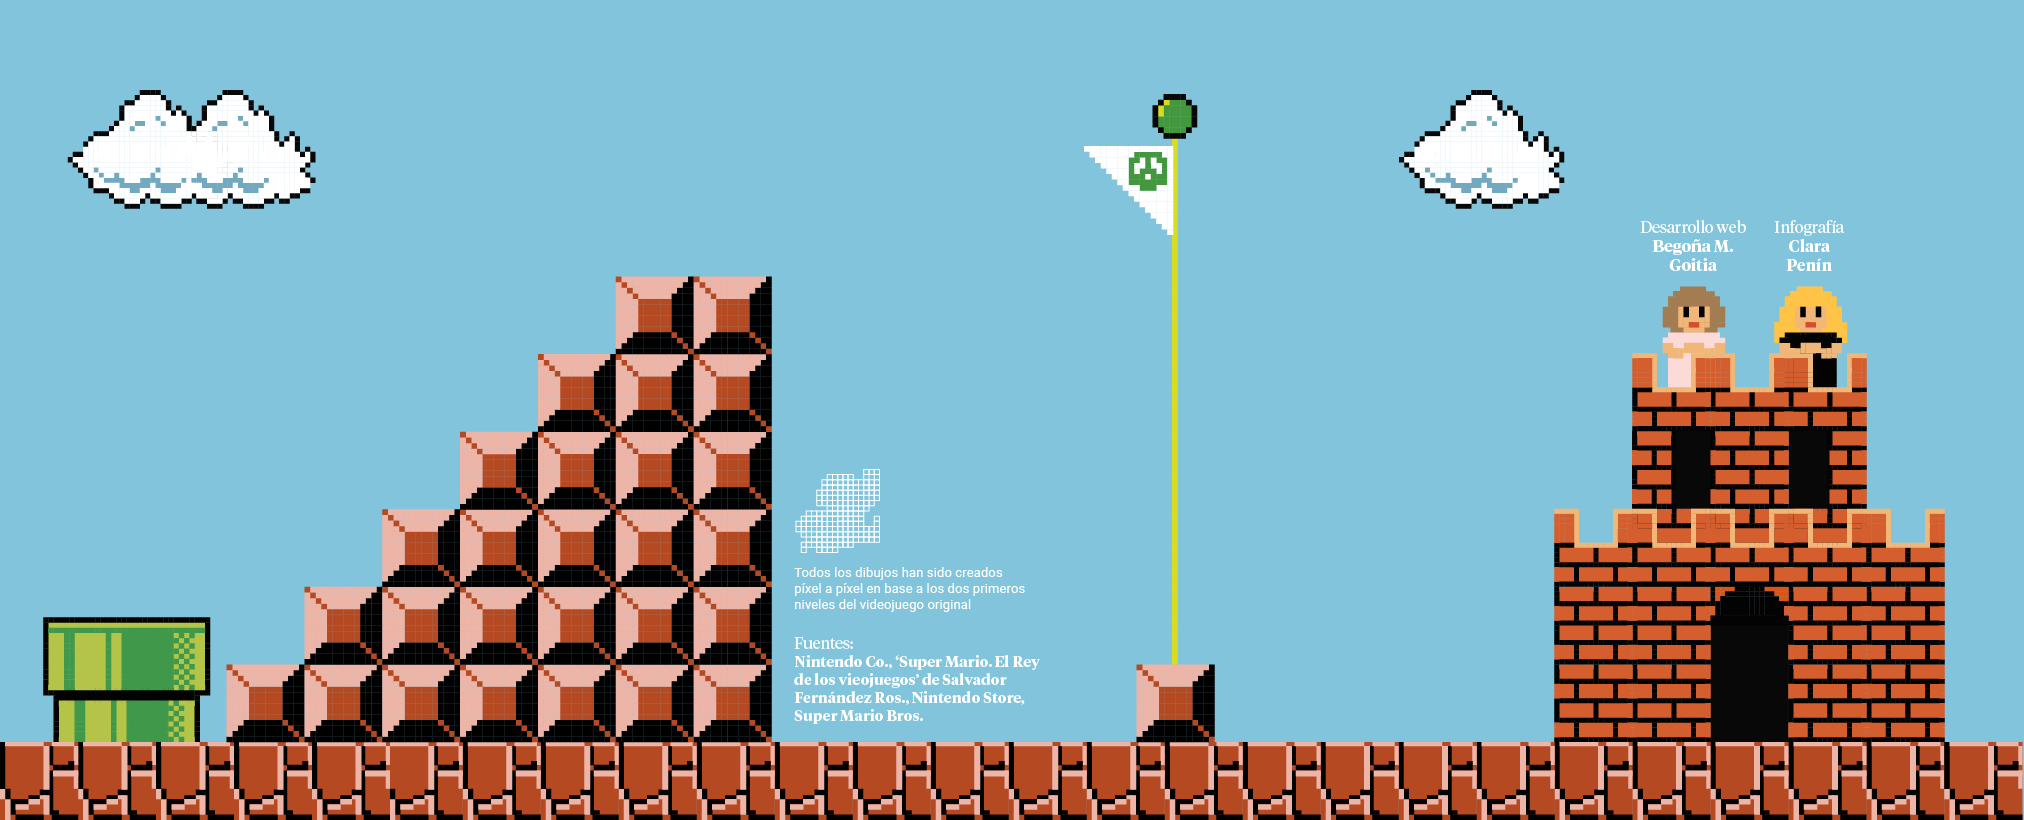 Desarrollo web
Begoña M.
Goitia
Infografía
Clara
Penín
Todos los dibujos han sido creados
píxel a píxel en base a los dos primeros
niveles del videojuego original
Fuentes:
Nintendo Co., ‘Super Mario. El Rey
de los vieojuegos’ de Salvador
Fernández Ros., Nintendo Store,
Super Mario Bros.